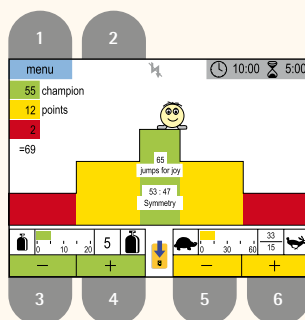 1 2
menu 10:00 5:00
55 champion
12 points
2
=69
65
jumps for joy
53 : 47
Symmetry
0 10 20 5 0 30 60 33
15
− + − +
3 4 5 6